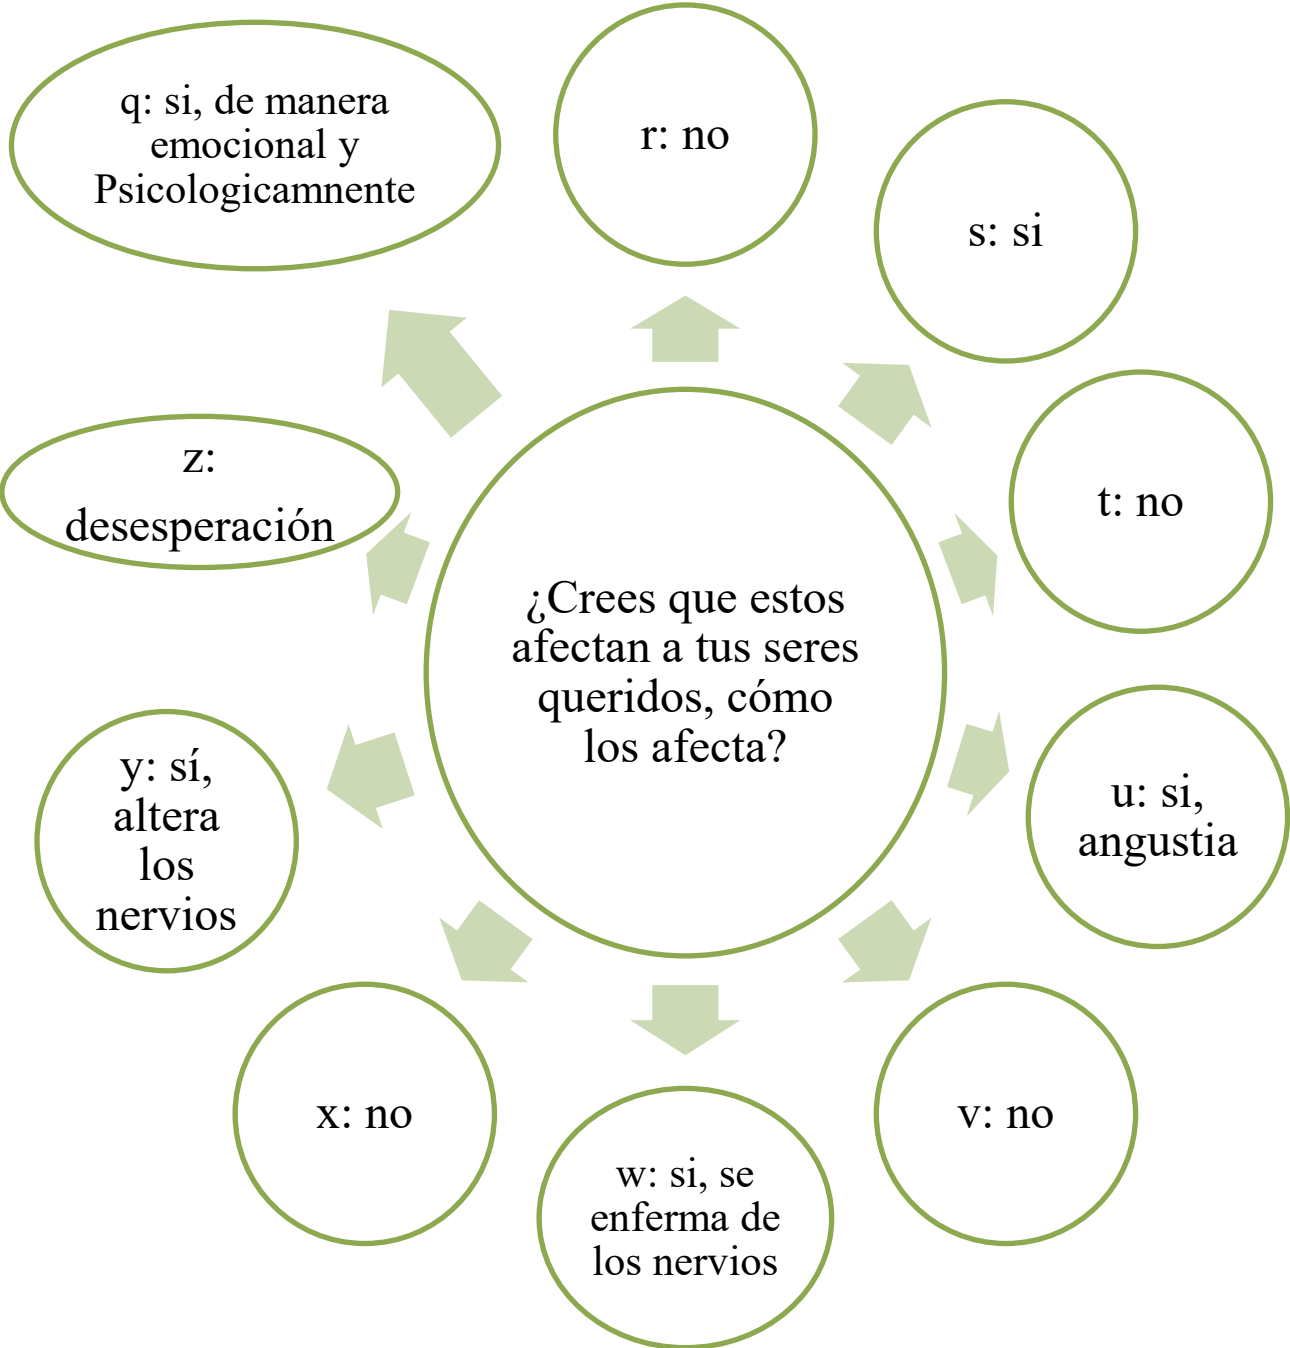 q: si, de manera
emocional y
Psicologicamnente
r: no
s: si
t: no
u: si,
angustia
v: no
w: si, se
enferma de
los nervios
x: no
y: sí,
altera
los
nervios
z:
desesperación
¿Crees que estos
afectan a tus seres
queridos, cómo
los afecta?